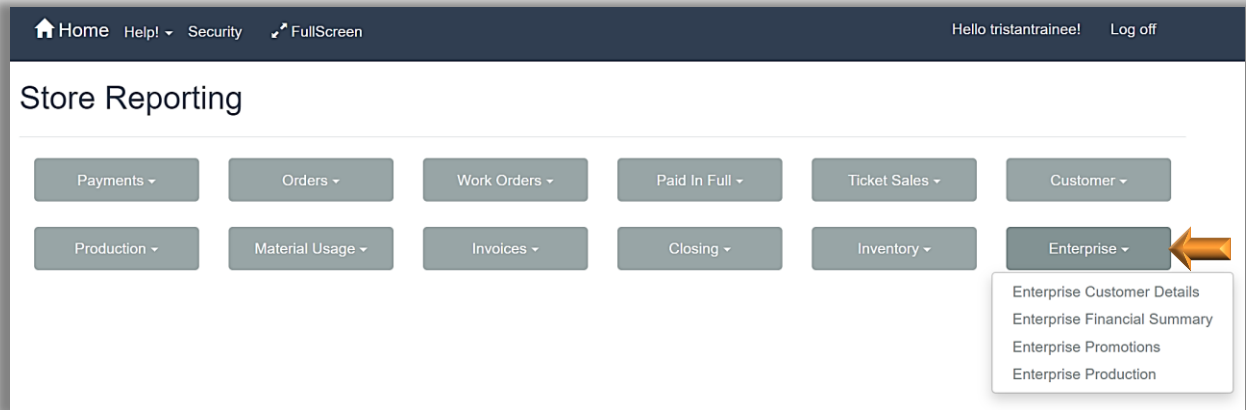 Home Help! Security FullScreen Hello tristantrainee! Log off
Store Reporting
Payments Orders Work Orders Paid In Full Ticket Sales Customer
Production Material Usage Invoices Closing Inventory Enterprise
Enterprise Customer Details
Enterprise Financial Summary
Enterprise Promotions
Enterprise Production